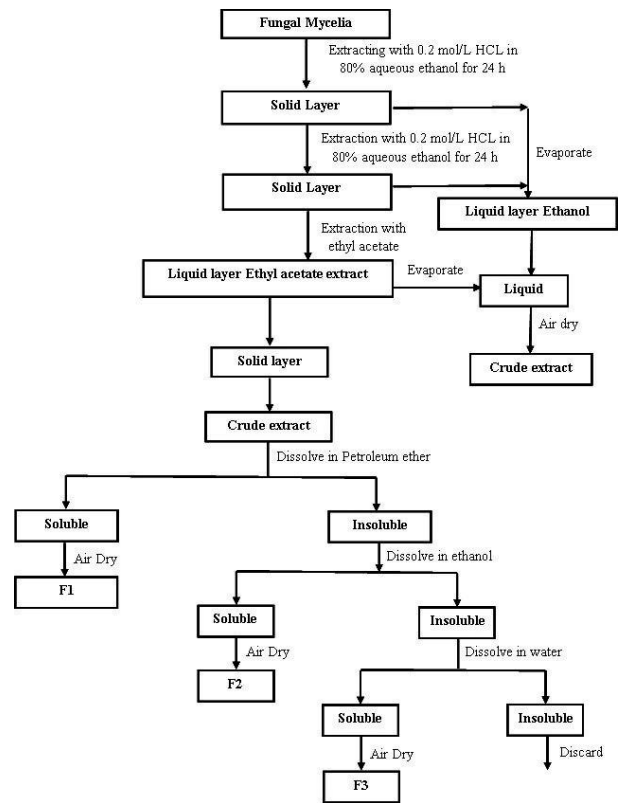 Fungal Mycelia
Extracting with 0.2 mol/L HCL in
80% aqueous ethanol for 24 h
Solid Layer
Extraction with 0.2 mol/L HCL in
80% aqueous ethanol for 24 h
Evaporate
Solid Layer
Liquid layer Ethanol
Extraction with
ethyl acetate
Liquid layer Ethyl acetate extract
Evaporate
Liquid
Air dry
Solid layer
Crude extract
Crude extract
Dissolve in Petroleum ether
Soluble
Insoluble
Air Dry
Dissolve in ethanol
F1
Soluble
Insoluble
Air Dry
Dissolve in water
F2
Soluble
Insoluble
Air Dry
Discard
F3